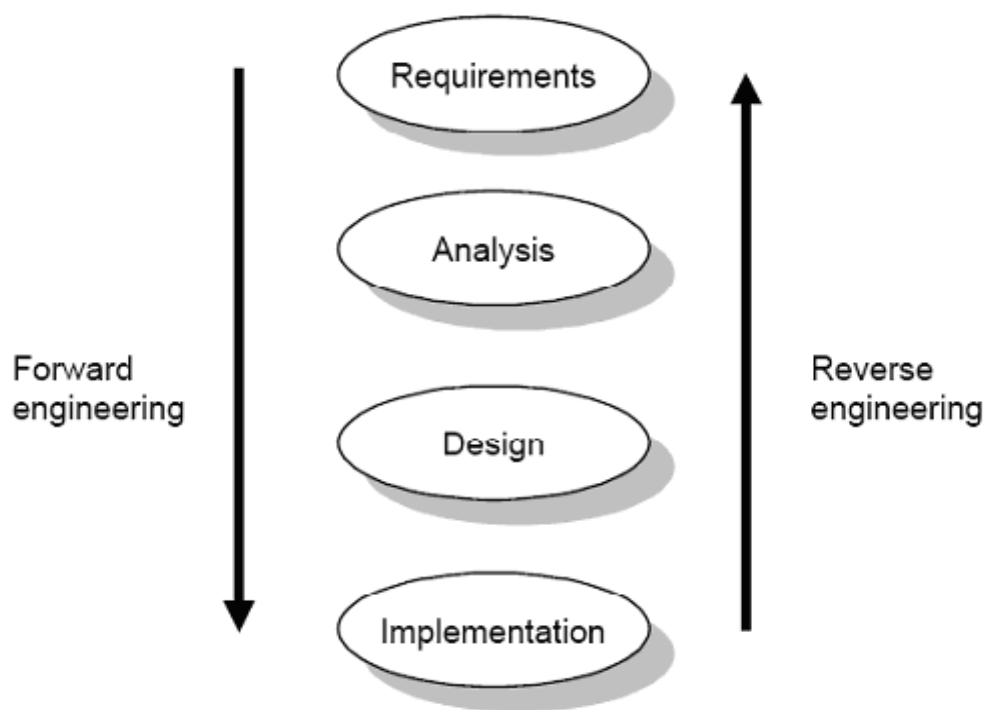 Requirements
Analysis
Forward
engineering
Reverse
engineering
Design
Implementation